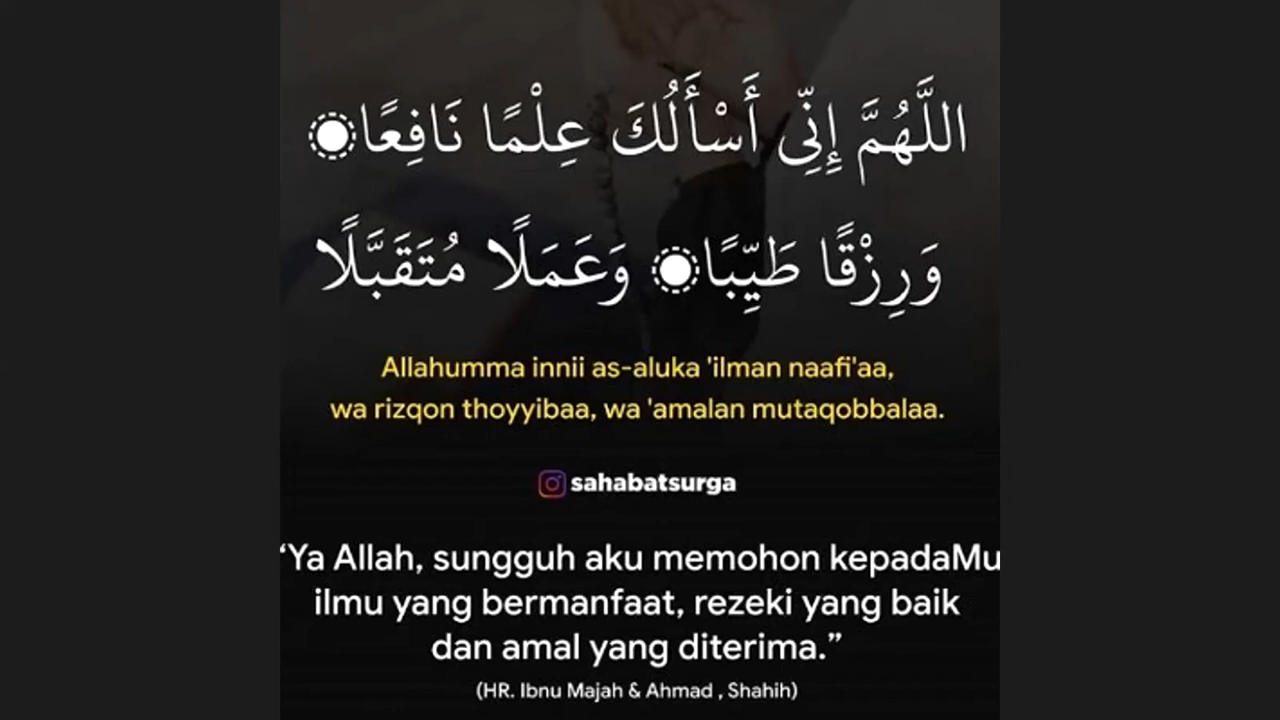 اللَّهُمَّ إِنِّى أَسْأَلُكَ عِلْمًا نَافِعًا
وَرِزْقًا طَيِّبًا وَعَمَلًا مُتَقَبَّلًا
Allahumma innii as-aluka 'ilman naafi'aa,
wa rizqon thoyyibaa, wa 'amalan mutaqobbalaa.
sahabatsurga
“Ya Allah, sungguh aku memohon kepadaMu
ilmu yang bermanfaat, rezeki yang baik
dan amal yang diterima.”
(HR. Ibnu Majah & Ahmad , Shahih)